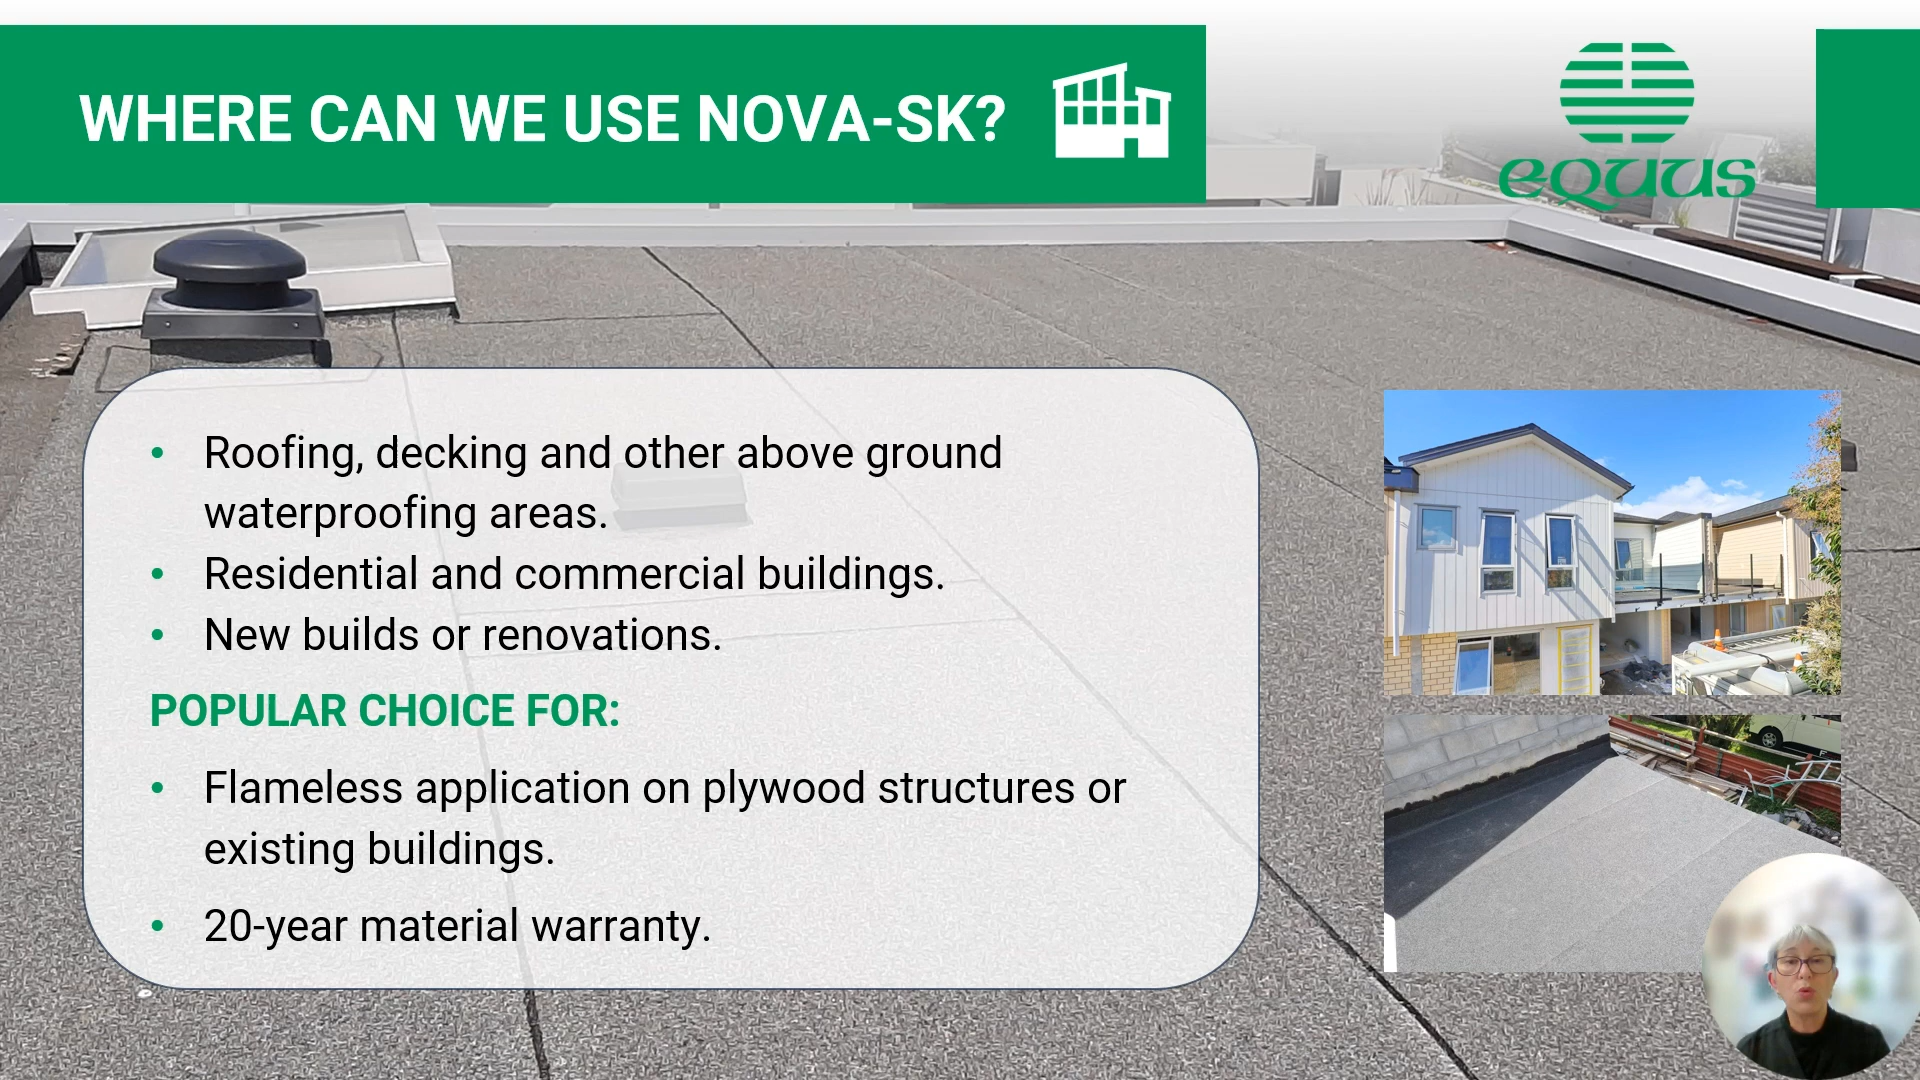 WHERE CAN WE USE NOVA-SK?
equus
• Roofing, decking and other above ground
waterproofing areas.
• Residential and commercial buildings.
• New builds or renovations.
POPULAR CHOICE FOR:
• Flameless application on plywood structures or
existing buildings.
• 20-year material warranty.